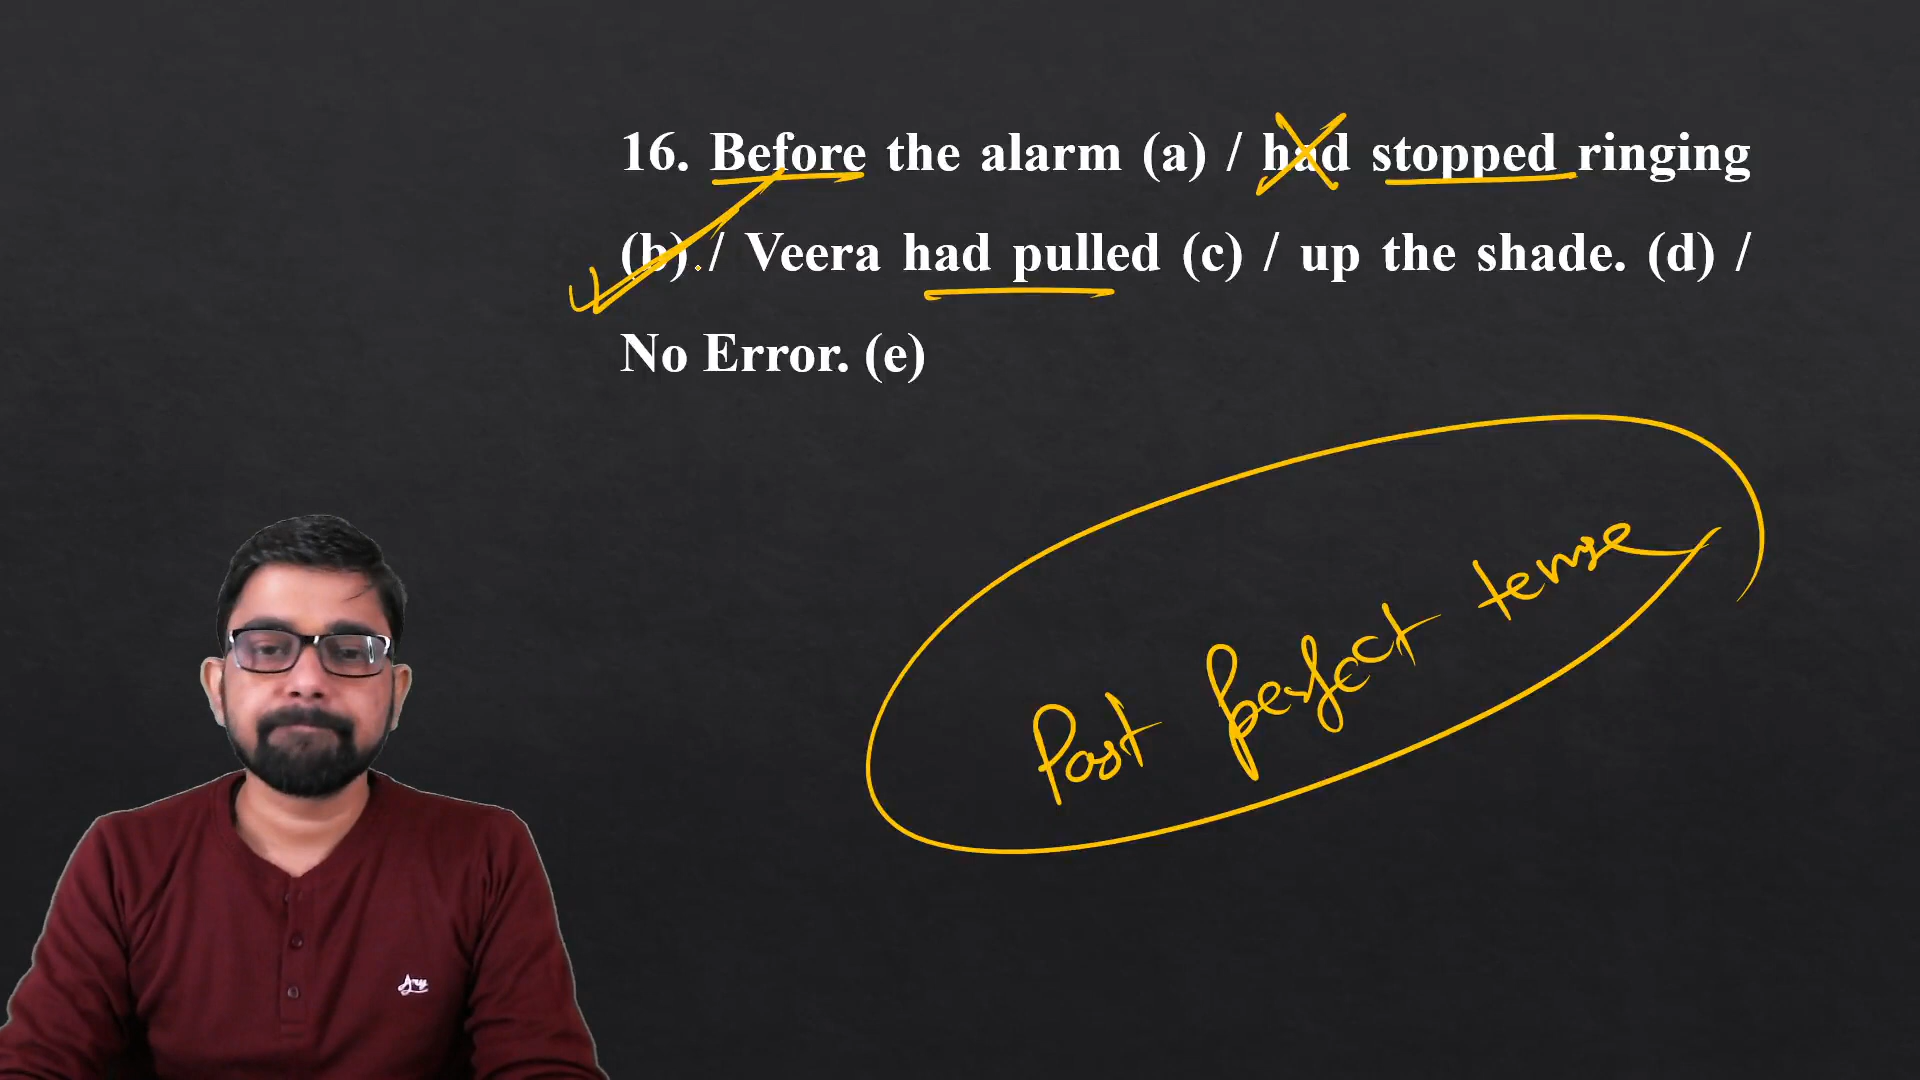 16. Before the alarm (a) / had stopped ringing
(b) / Veera had pulled (c) / up the shade. (d) /
No Error. (e)
Past perfect tense